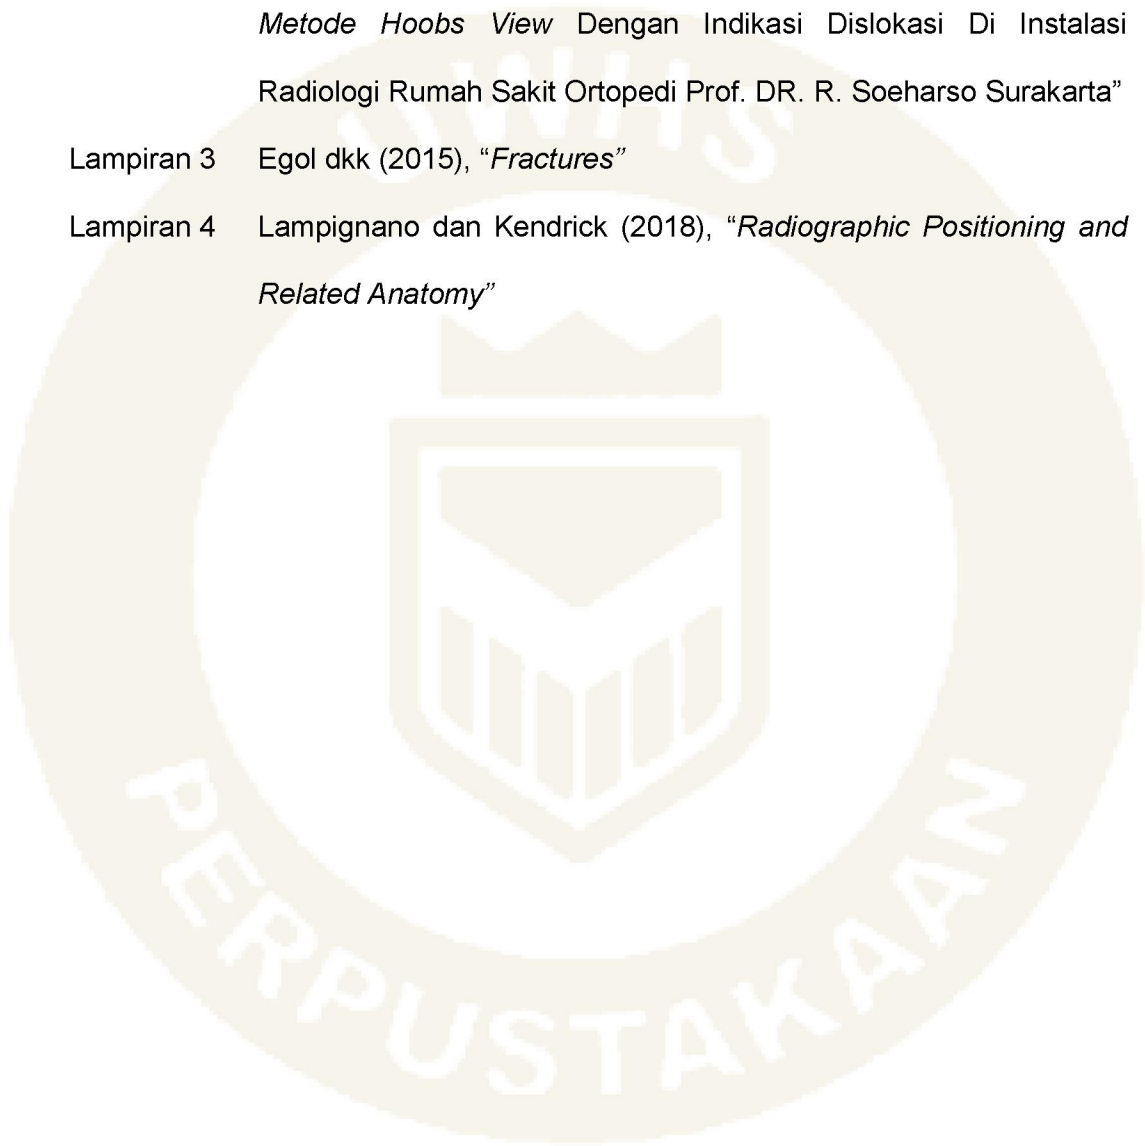 Metode Hoobs View Dengan Indikasi Dislokasi Di Instalasi
Radiologi Rumah Sakit Ortopedi Prof. DR. R. Soeharso Surakarta”
Lampiran 3 Egol dkk (2015), “Fractures”
Lampiran 4 Lampignano dan Kendrick (2018), “Radiographic Positioning and
Related Anatomy”
UWHS
PERPUSTAKAAN